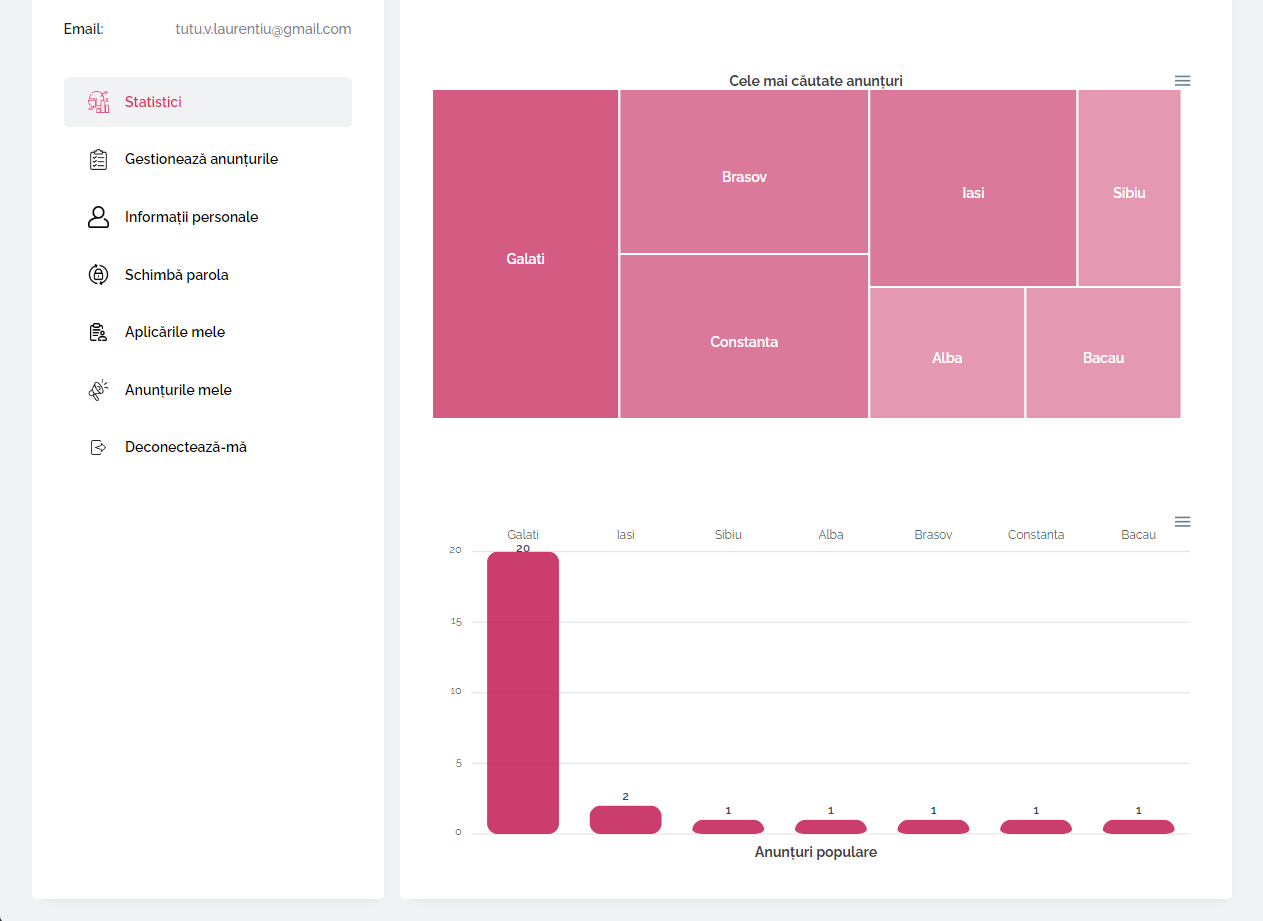 Email: tutu.v.laurentiu@gmail.com
Statistici
Gestionează anunțurile
Informații personale
Schimbă parola
Aplicările mele
Anunțurile mele
Deconectează-mă
Cele mai căutate anunțuri
Galati
Brasov
Constanta
Iasi
Sibiu
Alba
Bacau
Galati Iasi Sibiu Alba Brasov Constanta Bacau
20
15
10
5
0
20
2
1
1
1
1
1
Anunțuri populare